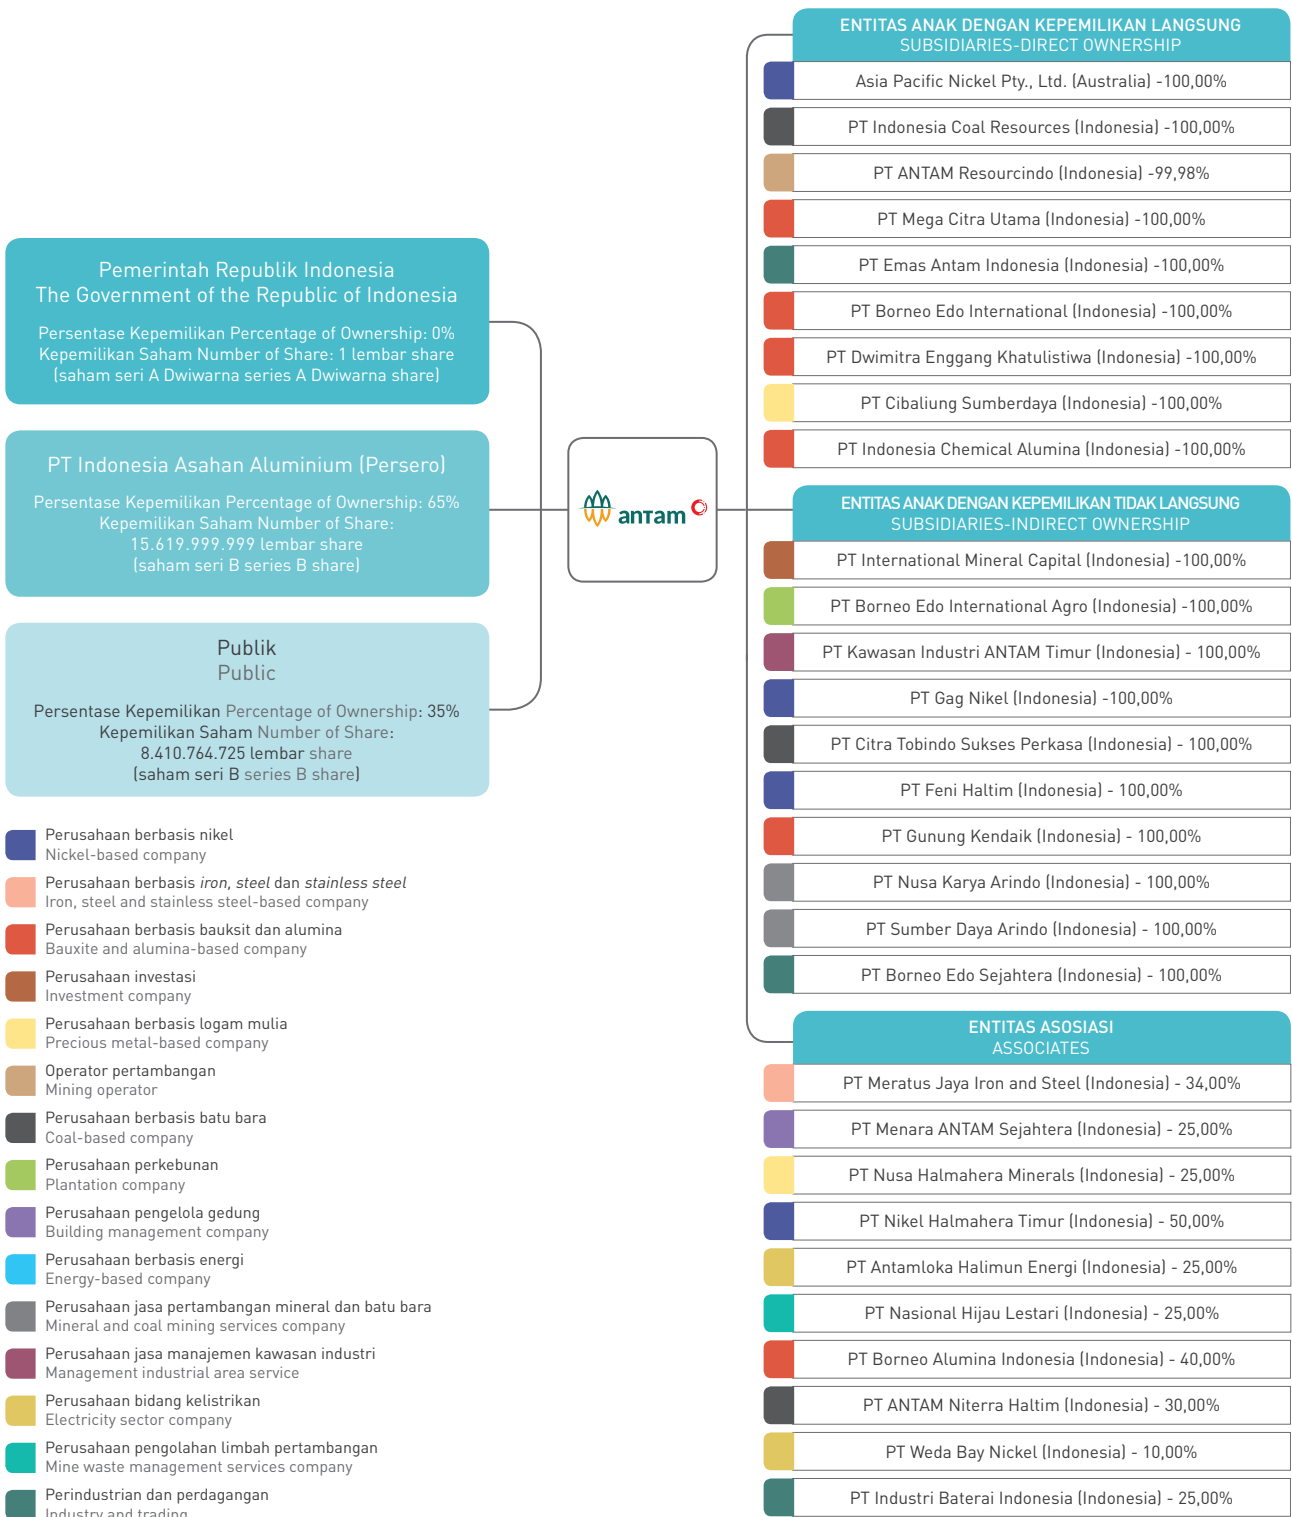 Pemerintah Republik Indonesia
The Government of the Republic of Indonesia
Persentase Kepemilikan Percentage of Ownership: 0%
Kepemilikan Saham Number of Share: 1 lembar share
(saham seri A Dwiwarna series A Dwiwarna share)
PT Indonesia Asahan Aluminium (Persero)
Persentase Kepemilikan Percentage of Ownership: 65%
Kepemilikan Saham Number of Share:
15.619.999.999 lembar share
(saham seri B series B share)
Publik
Public
Persentase Kepemilikan Percentage of Ownership: 35%
Kepemilikan Saham Number of Share:
8.410.764.725 lembar share
(saham seri B series B share)
Perusahaan berbasis nikel
Nickel-based company
Perusahaan berbasis iron, steel dan stainless steel
Iron, steel and stainless steel-based company
Perusahaan berbasis bauksit dan alumina
Bauxite and alumina-based company
Perusahaan investasi
Investment company
Perusahaan berbasis logam mulia
Precious metal-based company
Operator pertambangan
Mining operator
Perusahaan berbasis batu bara
Coal-based company
Perusahaan perkebunan
Plantation company
Perusahaan pengelola gedung
Building management company
Perusahaan berbasis energi
Energy-based company
Perusahaan jasa pertambangan mineral dan batu bara
Mineral and coal mining services company
Perusahaan jasa manajemen kawasan industri
Management industrial area service
Perusahaan bidang kelistrikan
Electricity sector company
Perusahaan pengolahan limbah pertambangan
Mine waste management services company
Perindustrian dan perdagangan
Industry and trading
antam
ENTITAS ANAK DENGAN KEPEMILIKAN LANGSUNG
SUBSIDIARIES-DIRECT OWNERSHIP
Asia Pacific Nickel Pty., Ltd. (Australia) -100,00%
PT Indonesia Coal Resources (Indonesia) -100,00%
PT ANTAM Resourcindo (Indonesia) -99,98%
PT Mega Citra Utama (Indonesia) -100,00%
PT Emas Antam Indonesia (Indonesia) -100,00%
PT Borneo Edo International (Indonesia) -100,00%
PT Dwimitra Enggang Khatulistiwa (Indonesia) -100,00%
PT Cibaliung Sumberdaya (Indonesia) -100,00%
PT Indonesia Chemical Alumina (Indonesia) -100,00%
ENTITAS ANAK DENGAN KEPEMILIKAN TIDAK LANGSUNG
SUBSIDIARIES-INDIRECT OWNERSHIP
PT International Mineral Capital (Indonesia) -100,00%
PT Borneo Edo International Agro (Indonesia) -100,00%
PT Kawasan Industri ANTAM Timur (Indonesia) - 100,00%
PT Gag Nikel (Indonesia) -100,00%
PT Citra Tobindo Sukses Perkasa (Indonesia) - 100,00%
PT Feni Haltim (Indonesia) - 100,00%
PT Gunung Kendaik (Indonesia) - 100,00%
PT Nusa Karya Arindo (Indonesia) - 100,00%
PT Sumber Daya Arindo (Indonesia) - 100,00%
PT Borneo Edo Sejahtera (Indonesia) - 100,00%
ENTITAS ASOSIASI
ASSOCIATES
PT Meratus Jaya Iron and Steel (Indonesia) - 34,00%
PT Menara ANTAM Sejahtera (Indonesia) - 25,00%
PT Nusa Halmahera Minerals (Indonesia) - 25,00%
PT Nikel Halmahera Timur (Indonesia) - 50,00%
PT Antamloka Halimun Energi (Indonesia) - 25,00%
PT Nasional Hijau Lestari (Indonesia) - 25,00%
PT Borneo Alumina Indonesia (Indonesia) - 40,00%
PT ANTAM Niterra Haltim (Indonesia) - 30,00%
PT Weda Bay Nickel (Indonesia) - 10,00%
PT Industri Baterai Indonesia (Indonesia) - 25,00%